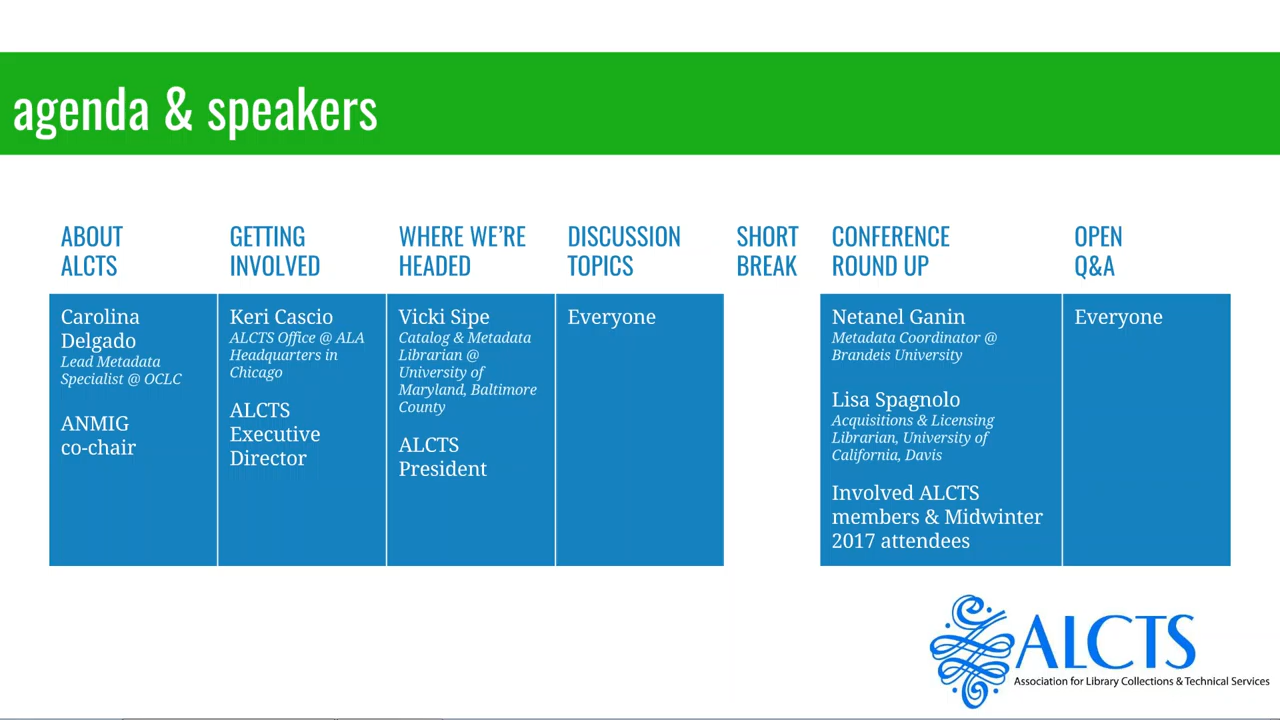 agenda & speakers
ABOUT
ALCTS
Carolina
Delgado
Lead Metadata
Specialist @ OCLC
ANMIG
co-chair
GETTING
INVOLVED
Keri Cascio
ALCTS Office @ ALA
Headquarters in
Chicago
ALCTS
Executive
Director
WHERE WE'RE
HEADED
Vicki Sipe
Catalog & Metadata
Librarian @
University of
Maryland, Baltimore
County
ALCTS
President
DISCUSSION
TOPICS
Everyone
SHORT
BREAK
CONFERENCE
ROUND UP
Netanel Ganin
Metadata Coordinator @
Brandeis University
Lisa Spagnolo
Acquisitions & Licensing
Librarian, University of
California, Davis
Involved ALCTS
members & Midwinter
2017 attendees
OPEN
Q&A
Everyone
ALCTS
Association for Library Collections & Technical Services